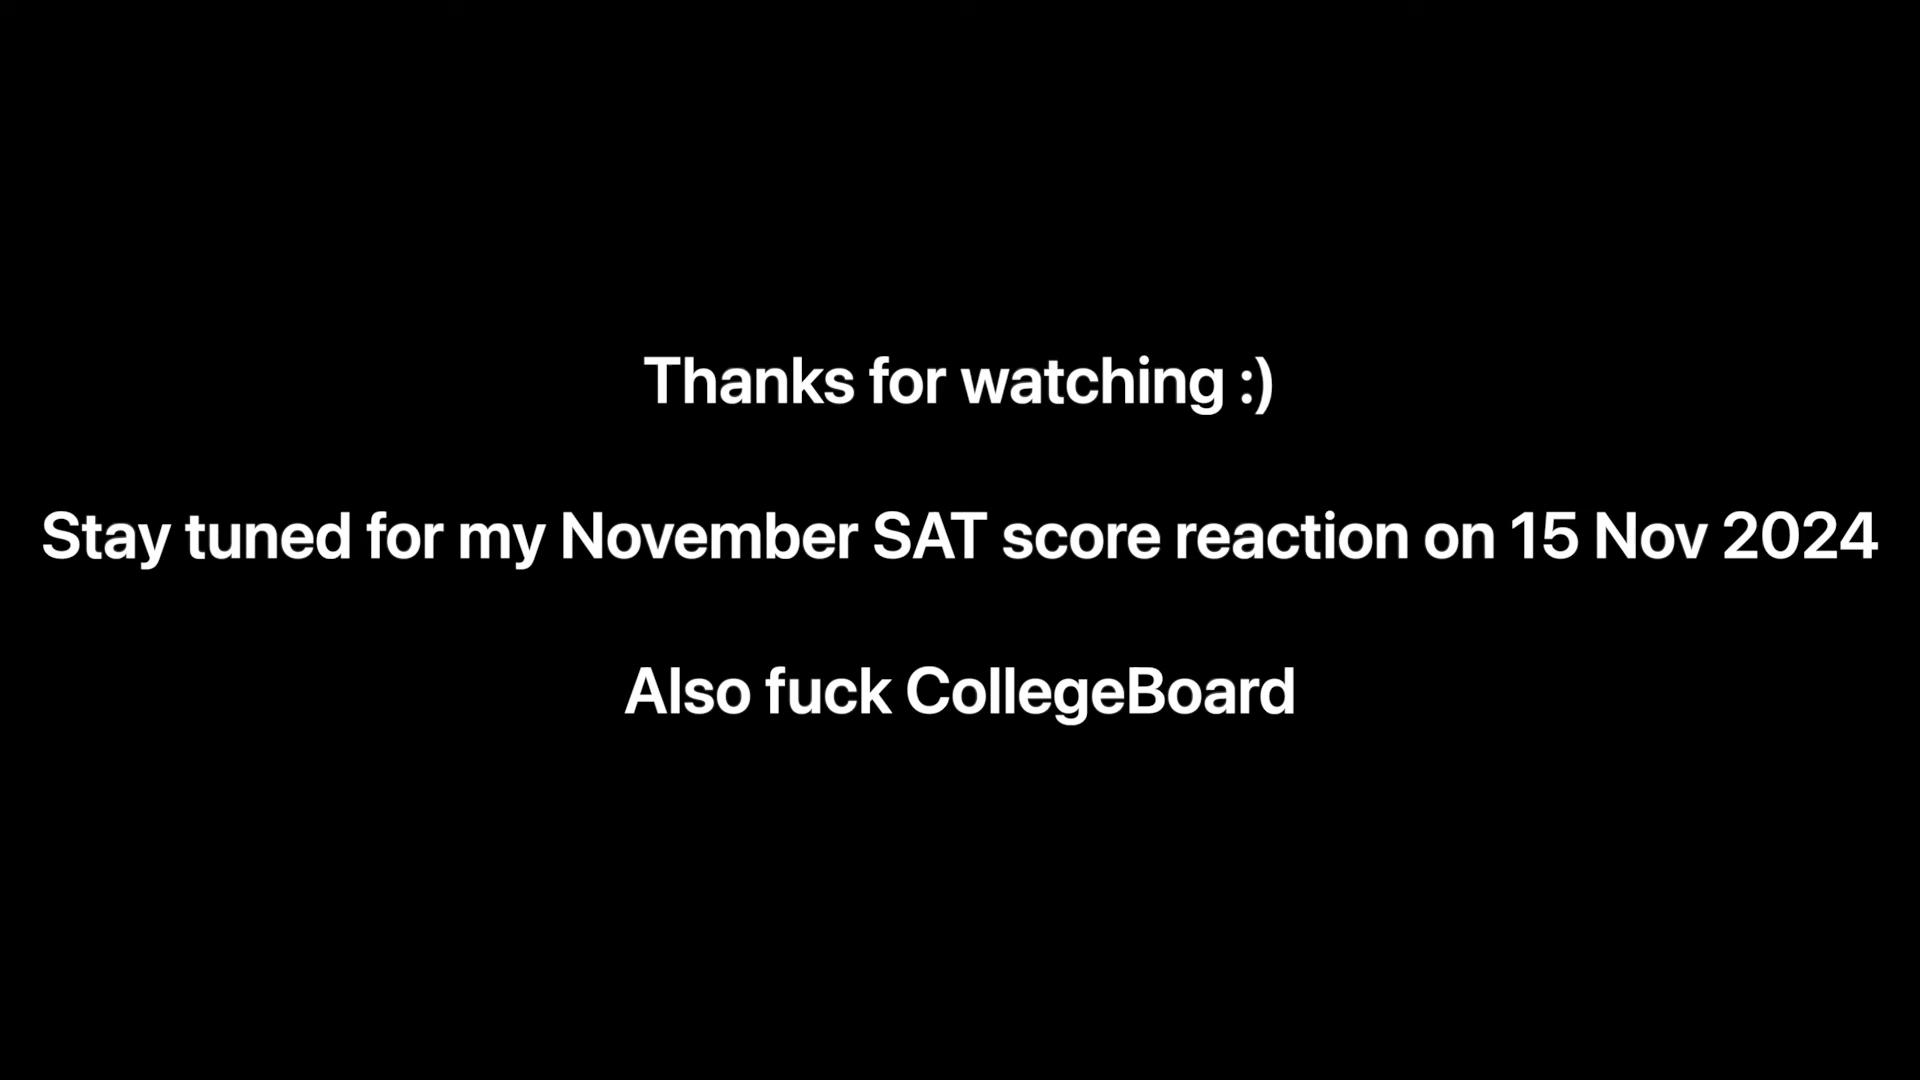 Thanks for watching :)
Stay tuned for my November SAT score reaction on 15 Nov 2024
Also fuck CollegeBoard